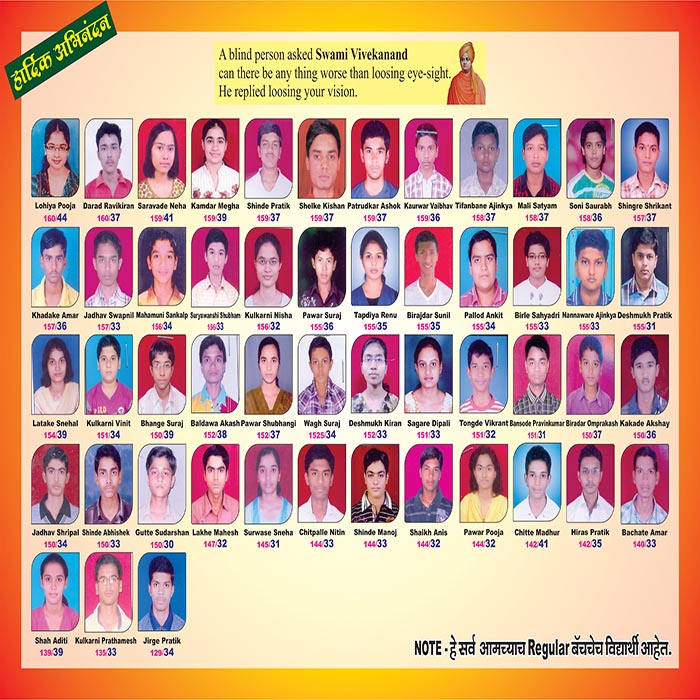 हार्दिक अभिनंदन
A blind person asked Swami Vivekanand
can there be any thing worse than loosing eye-sight.
He replied loosing your vision.
Lohiya Pooja Darad Ravikiran Saravade Neha Kamdar Megha Shinde Pratik Shelke Kishan Patrudkar Ashok Kaurwar Vaibhav Tifanbane Ajinkya Mali Satyam Soni Saurabh Shingre Shrikant
160/44 160/37 159/41 159/39 159/37 159/37 159/37 159/36 158/37 158/37 158/36 157/37
Khadake Amar Jadhav Swapnil Mahamuni Sankalp Suryawanshi Shubham Kulkarni Nisha Pawar Suraj Tapdiya Renu Birajdar Sunil Pallod Ankit Birle Sahyadri Nannaware Ajinkya Deshmukh Pratik
157/36 157/33 156/34 156/33 156/32 155/36 155/35 155/35 155/34 155/33 155/33 155/31
Latake Snehal Kulkarni Vinit Bhange Suraj Baldawa Akash Pawar Shubhangi Wagh Suraj Deshmukh Kiran Sagare Dipali Tongde Vikrant Bansode Pravinkumar Biradar Omprakash Kakade Akshay
154/39 151/34 150/39 152/38 152/37 1525/34 152/33 151/33 151/32 151/31 150/37 150/36
Jadhav Shripal Shinde Abhishek Gutte Sudarshan Lakhe Mahesh Surwase Sneha Chitpalle Nitin Shinde Manoj Shaikh Anis Pawar Pooja Chitte Madhur Hiras Pratik Bachate Amar
150/34 150/33 150/30 147/32 145/31 144/33 144/33 144/32 144/32 142/41 142/35 140/33
Shah Aditi Kulkarni Prathamesh Jirge Pratik
139/39 135/33 129/34
NOTE - हे सर्व आमच्याच Regular बॅचचेच विद्यार्थी आहेत.